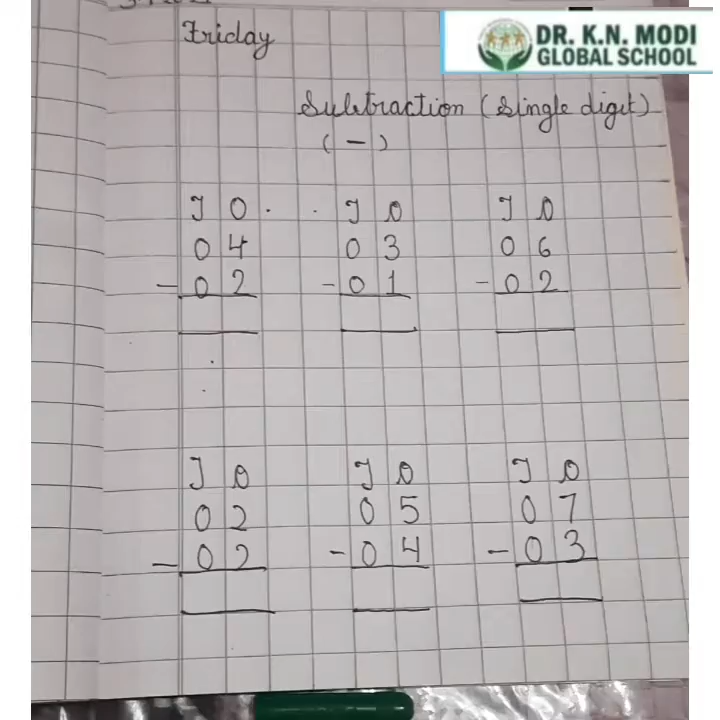 Friday
DR. K.N. MODI
GLOBAL SCHOOL
Subtraction (Single digit)
(-)
T O T O T O
0 4 0 3 0 6
- 0 2 - 0 1 - 0 2
T O T O T O
0 2 0 5 0 7
- 0 2 - 0 4 - 0 3